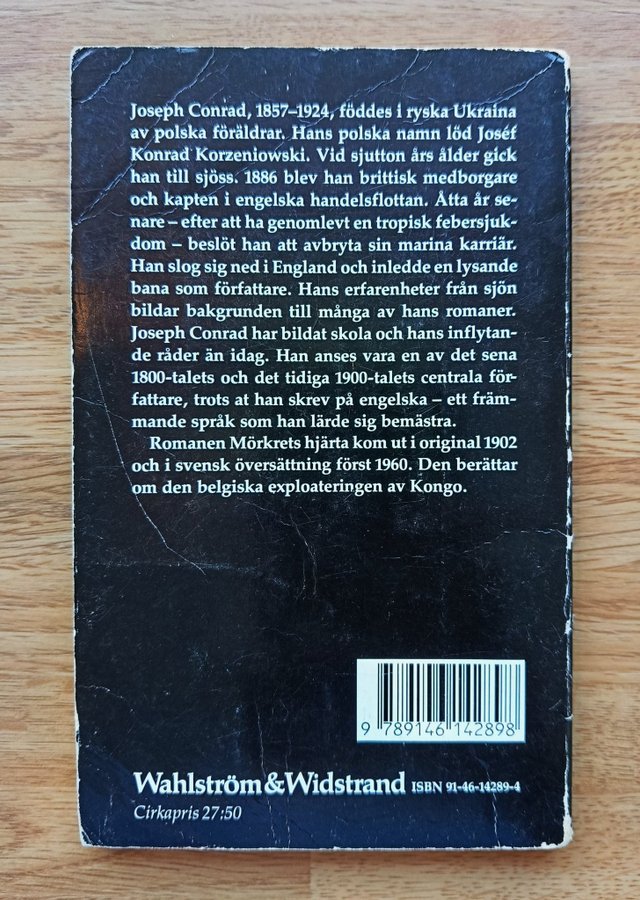 Joseph Conrad, 1857–1924, föddes i ryska Ukraina
av polska föräldrar. Hans polska namn löd Joséf
Konrad Korzeniowski. Vid sjutton års ålder gick
han till sjöss. 1886 blev han brittisk medborgare
och kapten i engelska handelsflottan. Åtta år se-
nare – efter att ha genomlevt en tropisk febersjuk-
dom – beslöt han att avbryta sin marina karriär.
Han slog sig ned i England och inledde en lysande
bana som författare. Hans erfarenheter från sjön
bildar bakgrunden till många av hans romaner.
Joseph Conrad har bildat skola och hans inflytan-
de råder än idag. Han anses vara en av det sena
1800-talets och det tidiga 1900-talets centrala för-
fattare, trots at han skrev på engelska – ett främ-
mande språk som han lärde sig bemästra.
Romanen Mörkrets hjärta kom ut i original 1902
och i svensk översättning först 1960. Den berättar
om den belgiska exploateringen av Kongo.
9 789146 142898
Wahlström&Widstrand ISBN 91-46-14289-4
Cirkapris 27:50